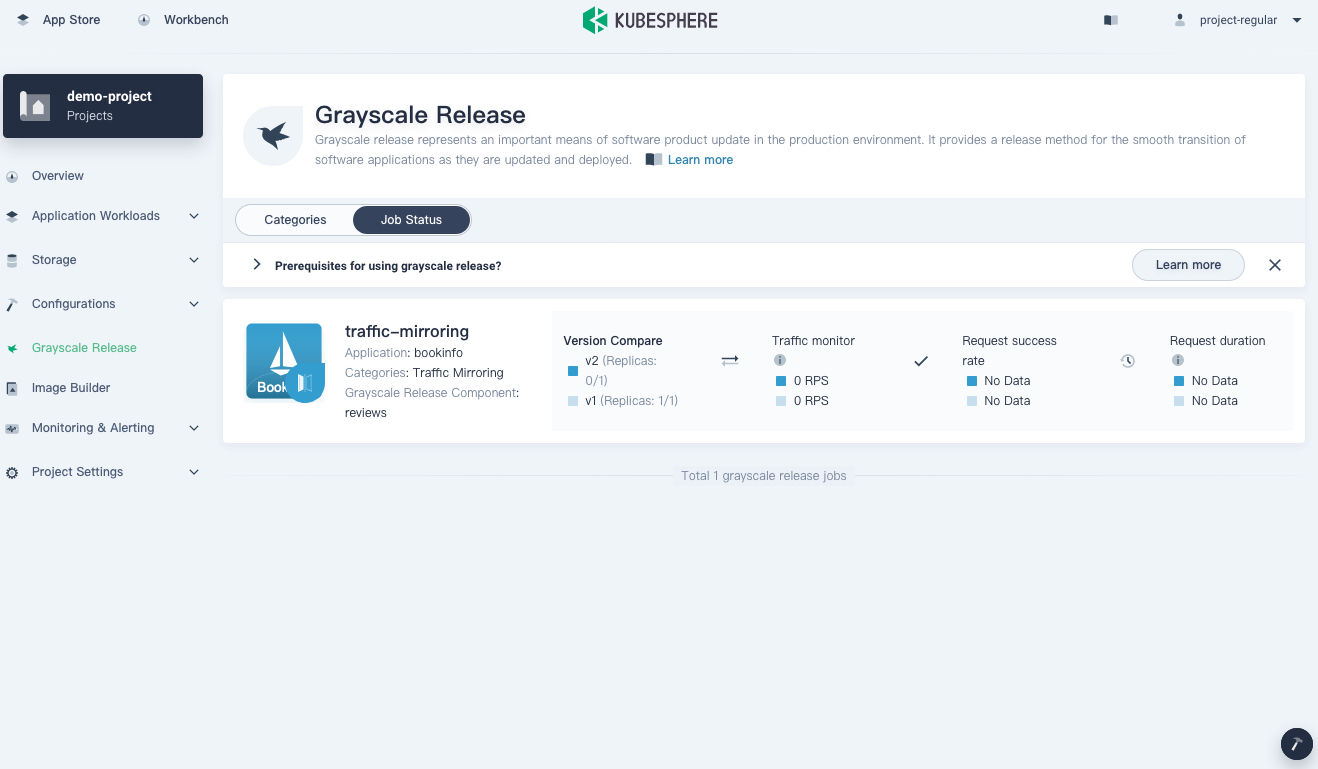 App Store
Workbench
KUBESPHERE
project-regular
demo-project
Projects
Overview
Application Workloads
Storage
Configurations
Grayscale Release
Image Builder
Monitoring & Alerting
Project Settings
Grayscale Release
Grayscale release represents an important means of software product update in the production environment. It provides a release method for the smooth transition of
software applications as they are updated and deployed. Learn more
Categories
Job Status
Prerequisites for using grayscale release?
Learn more
Book
traffic-mirroring
Application: bookinfo
Categories: Traffic Mirroring
Grayscale Release Component:
reviews
Version Compare
v2 (Replicas:
0/1)
v1 (Replicas: 1/1)
Traffic monitor
0 RPS
0 RPS
Request success
rate
No Data
No Data
Request duration
No Data
No Data
Total 1 grayscale release jobs